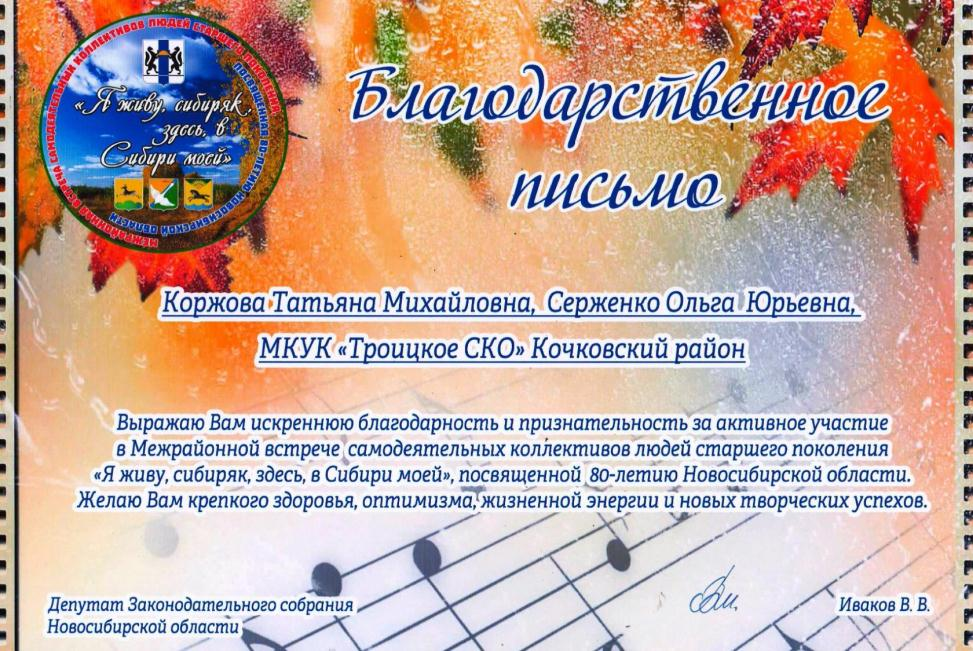 МЕЖРАЙОННАЯ ВСТРЕЧА САМОДЕЯТЕЛЬНЫХ КОЛЛЕКТИВОВ ЛЮДЕЙ СТАРШЕГО ПОКОЛЕНИЯ
ПОСВЯЩЕННАЯ 80-ЛЕТИЮ НОВОСИБИРСКОЙ ОБЛАСТИ
«Я живу, сибиряк,
здесь, в
Сибири моей»
Благодарственное
письмо
Коржова Татьяна Михайловна, Серженко Ольга Юрьевна,
МКУК «Троицкое СКО» Кочковский район
Выражаю Вам искреннюю благодарность и признательность за активное участие
в Межрайонной встрече самодеятельных коллективов людей старшего поколения
«Я живу, сибиряк, здесь, в Сибири моей», посвященной 80-летию Новосибирской области.
Желаю Вам крепкого здоровья, оптимизма, жизненной энергии и новых творческих успехов.
Депутат Законодательного собрания
Новосибирской области
Иваков В. В.